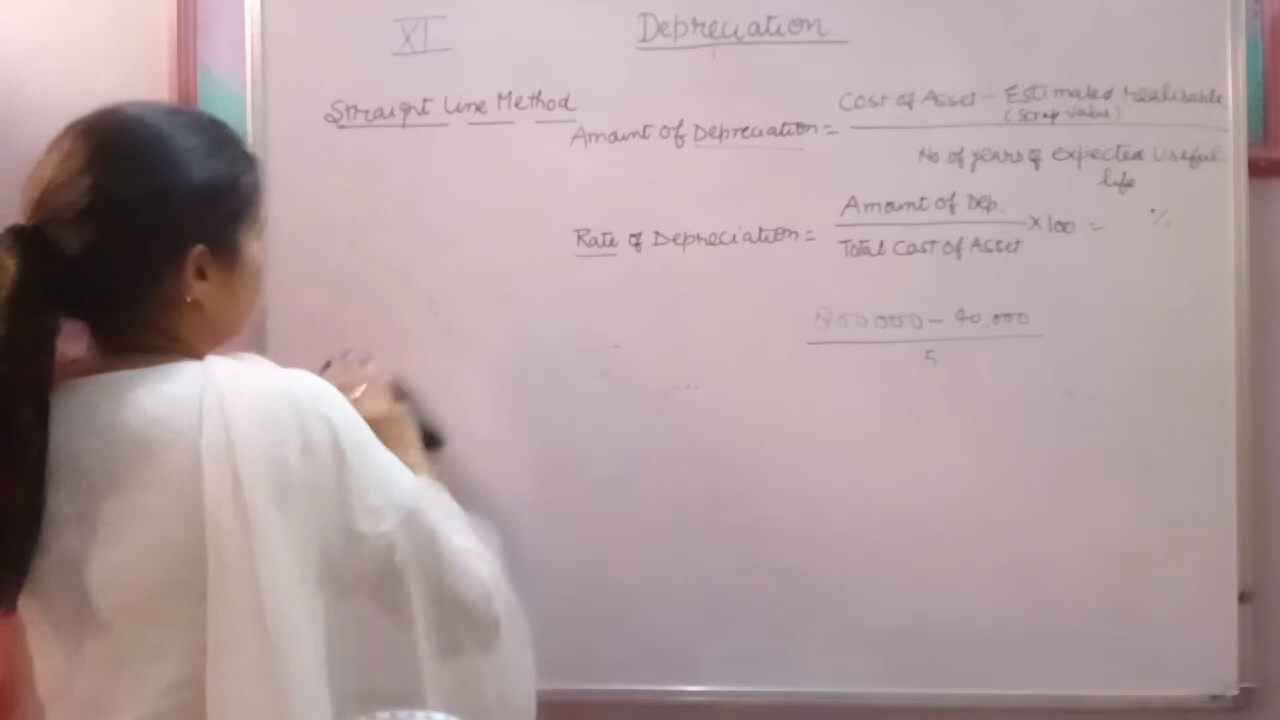 XI
Depreciation
Straight Line Method
Amount of Depreciation = Cost of Asset - Estimated realisable
(scrap value)
No of years of expected useful
life
Rate of Depreciation = Amount of Dep. × 100 = %
Total Cost of Asset
- 40,000
5